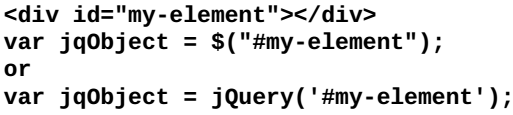 <div id="my-element"></div>
var jqObject = $("#my-element");
or
var jqObject = jQuery('#my-element');